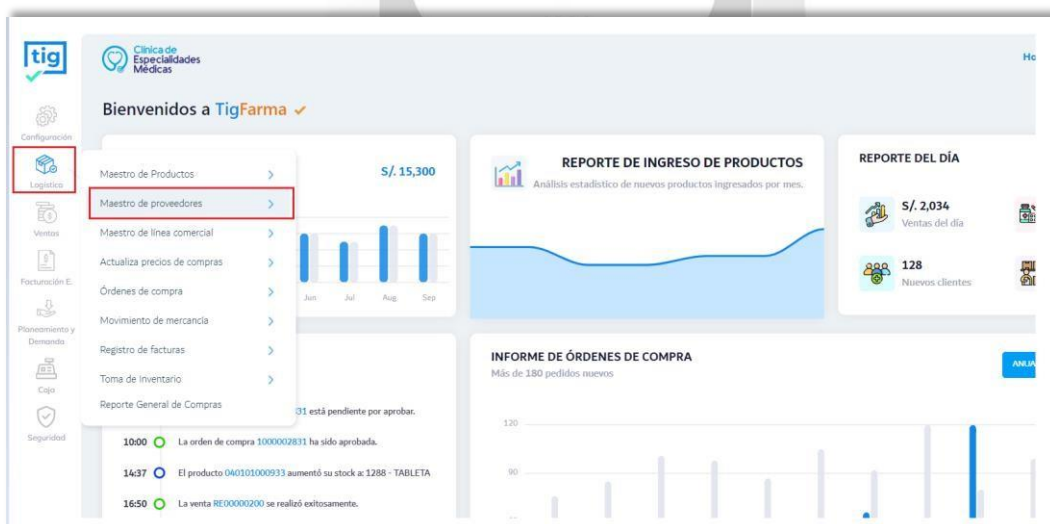 tig
Clínica de
Especialidades
Médicas
Ho
Bienvenidos a TigFarma
Configuración
Logística
Ventas
Facturación E.
Planeamiento y
Demanda
Caja
Seguridad
Maestro de Productos
Maestro de proveedores
Maestro de línea comercial
Actualiza precios de compras
Órdenes de compra
Movimiento de mercancía
Registro de facturas
Toma de Inventario
Reporte General de Compras
S/. 15,300
Jun Jul Aug Sep
REPORTE DE INGRESO DE PRODUCTOS
Análisis estadístico de nuevos productos ingresados por mes.
REPORTE DEL DÍA
S/. 2,034
Ventas del día
128
Nuevos clientes
831 está pendiente por aprobar.
10:00 La orden de compra 1000002831 ha sido aprobada.
14:37 El producto 040101000933 aumentó su stock a: 1288 - TABLETA
16:50 La venta RE00000200 se realizó exitosamente.
INFORME DE ÓRDENES DE COMPRA
Más de 180 pedidos nuevos
ANUA
120
90